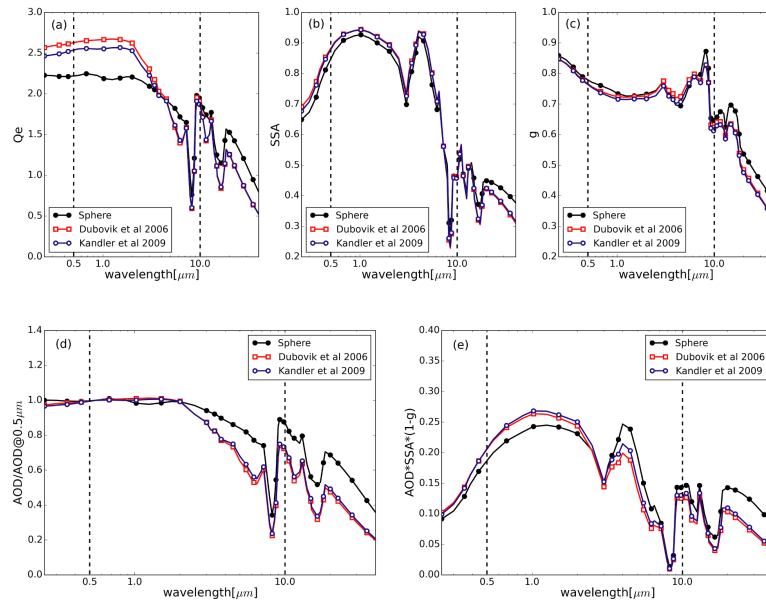 (a)
Qe
3.0
2.5
2.0
1.5
1.0
0.5
0.0
0.5 1.0 10.0
wavelength[μm]
Sphere
Dubovik et al 2006
Kandler et al 2009
(b)
SSA
1.0
0.9
0.8
0.7
0.6
0.5
0.4
0.3
0.2
0.5 1.0 10.0
wavelength[μm]
Sphere
Dubovik et al 2006
Kandler et al 2009
(c)
g
1.0
0.9
0.8
0.7
0.6
0.5
0.4
0.3
0.2
0.5 1.0 10.0
wavelength[μm]
Sphere
Dubovik et al 2006
Kandler et al 2009
(d)
AOD/AOD@0.5μm
1.4
1.2
1.0
0.8
0.6
0.4
0.2
0.0
0.5 1.0 10.0
wavelength[μm]
Sphere
Dubovik et al 2006
Kandler et al 2009
(e)
AOD*SSA*(1-g)
0.40
0.35
0.30
0.25
0.20
0.15
0.10
0.05
0.00
0.5 1.0 10.0
wavelength[μm]
Sphere
Dubovik et al 2006
Kandler et al 2009